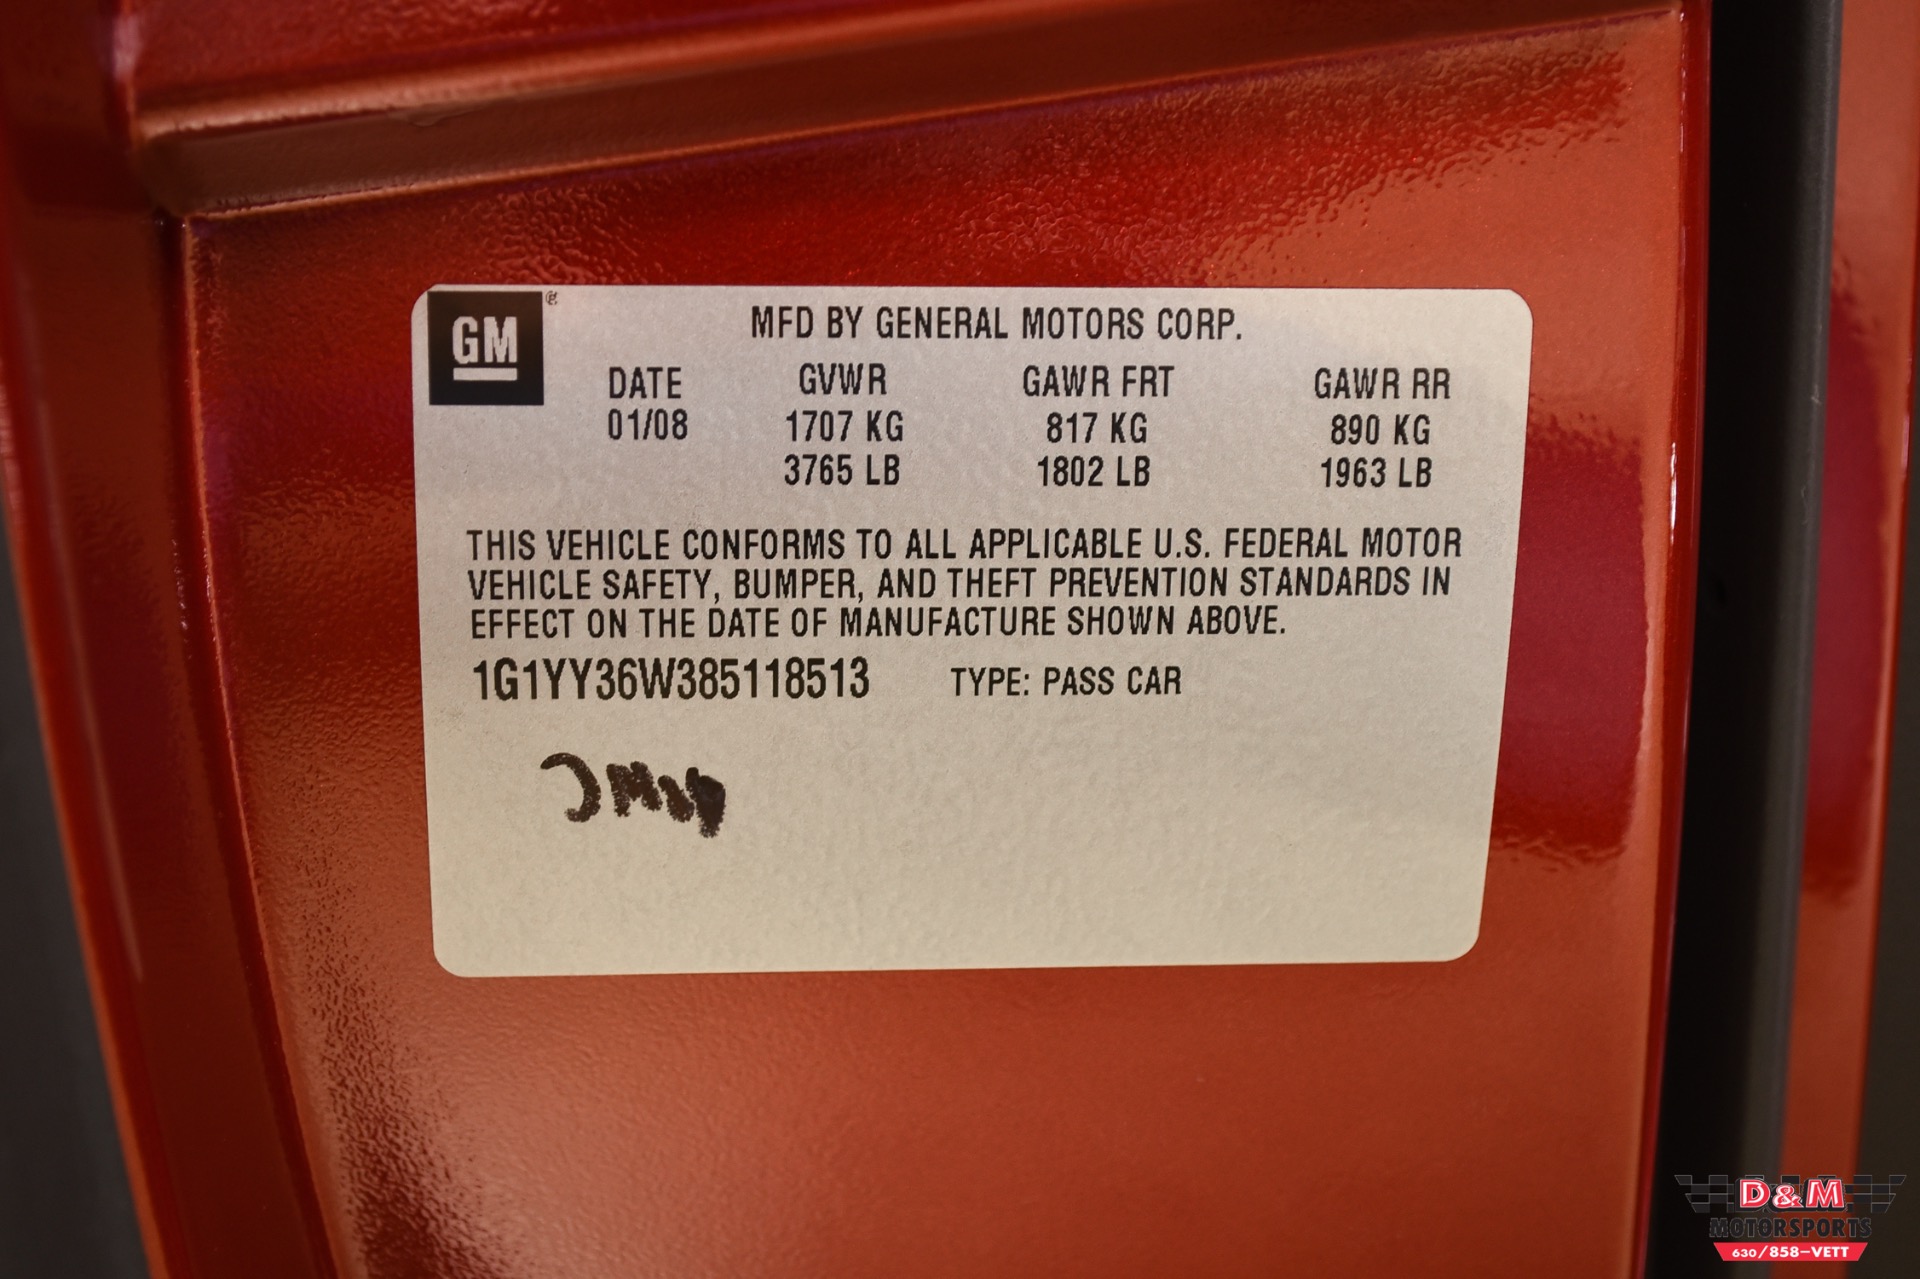 GM®
MFD BY GENERAL MOTORS CORP.
DATE GVWR GAWR FRT GAWR RR
01/08 1707 KG 817 KG 890 KG
3765 LB 1802 LB 1963 LB
THIS VEHICLE CONFORMS TO ALL APPLICABLE U.S. FEDERAL MOTOR
VEHICLE SAFETY, BUMPER, AND THEFT PREVENTION STANDARDS IN
EFFECT ON THE DATE OF MANUFACTURE SHOWN ABOVE.
1G1YY36W385118513 TYPE: PASS CAR
D&M
MOTORSPORTS
630/858-VETT